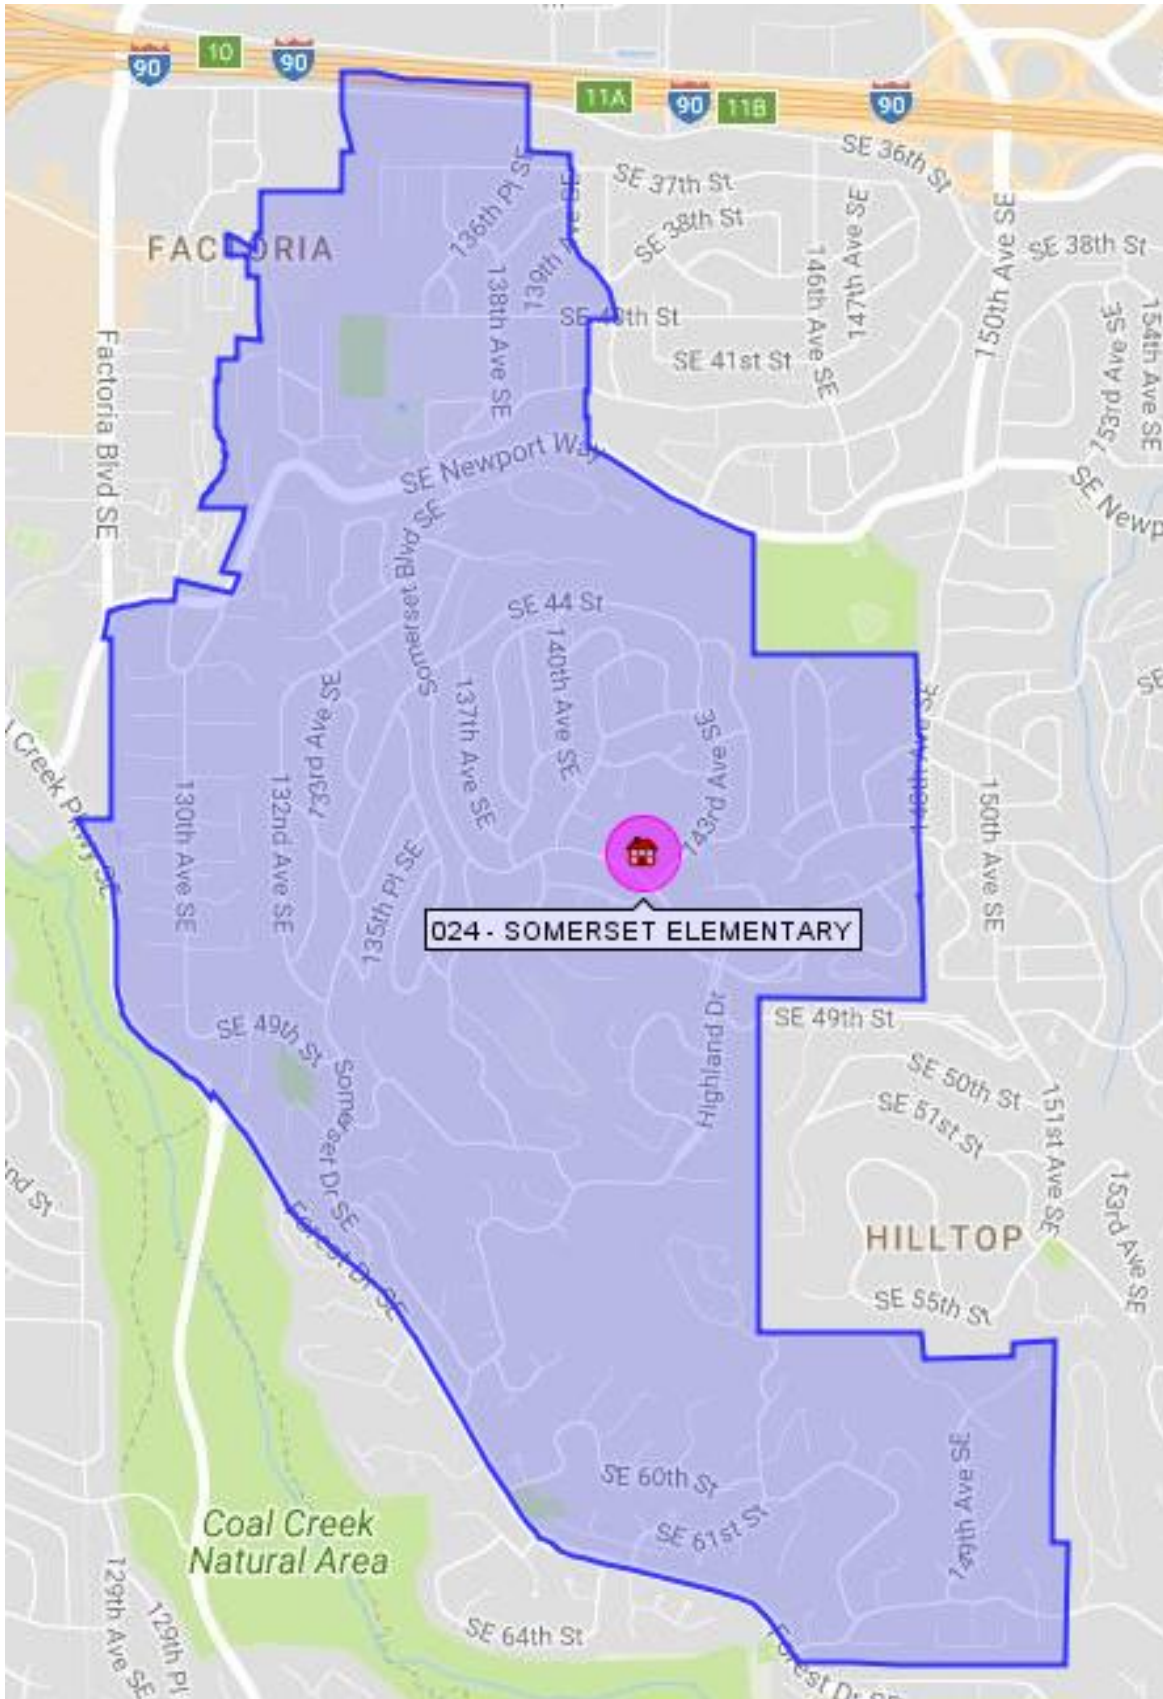 90
10
90
11A
90
11B
90
SE 36th St
SE 37th St
136th Pl SE
SE 38th St
147th Ave SE
150th Ave SE
SE 38th St
FACTORIA
139th Ave SE
138th Ave SE
146th Ave SE
SE 43th St
154th Ave SE
153rd Ave SE
Factoria Blvd SE
SE 41st St
SE Newport Way
SE Newp
Somerset Blvd SE
SE 44 St
140th Ave SE
133rd Ave SE
137th Ave SE
143rd Ave SE
Creek Pkwy SE
130th Ave SE
132nd Ave SE
135th Pl SE
150th Ave SE
024 - SOMERSET ELEMENTARY
SE 49th St
Highland Dr
SE 49th St
SE 50th St
SE 51st St
151st Ave SE
Somerset Dr SE
153rd Ave SE
nd St
HILLTOP
Forest Dr SE
SE 55th St
SE 60th St
149th Ave SE
SE 61st St
Coal Creek
Natural Area
129th Ave SE
129th Pl
SE 64th St
Forest Dr SE